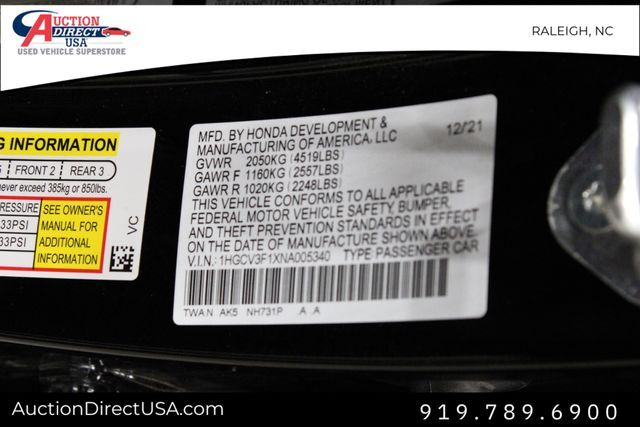 AUCTION
DIRECT
USA
USED VEHICLE SUPERSTORE
RALEIGH, NC
G INFORMATION
FRONT 2 REAR 3
never exceed 385kg or 850lbs.
PRESSURE
33PSI
33PSI
SEE OWNER'S
MANUAL FOR
ADDITIONAL
INFORMATION
VC
MFD. BY HONDA DEVELOPMENT & 12/21
MANUFACTURING OF AMERICA, LLC
GVWR 2050KG (4519LBS)
GAWR F 1160KG (2557LBS)
GAWR R 1020KG (2248LBS)
THIS VEHICLE CONFORMS TO ALL APPLICABLE
FEDERAL MOTOR VEHICLE SAFETY, BUMPER,
AND THEFT PREVENTION STANDARDS IN EFFECT
ON THE DATE OF MANUFACTURE SHOWN ABOVE.
V.I.N.: 1HGCV3F1XNA005340 TYPE PASSENGER CAR
TWAN AK5 NH731P .A .A
AuctionDirectUSA.com
919.789.6900